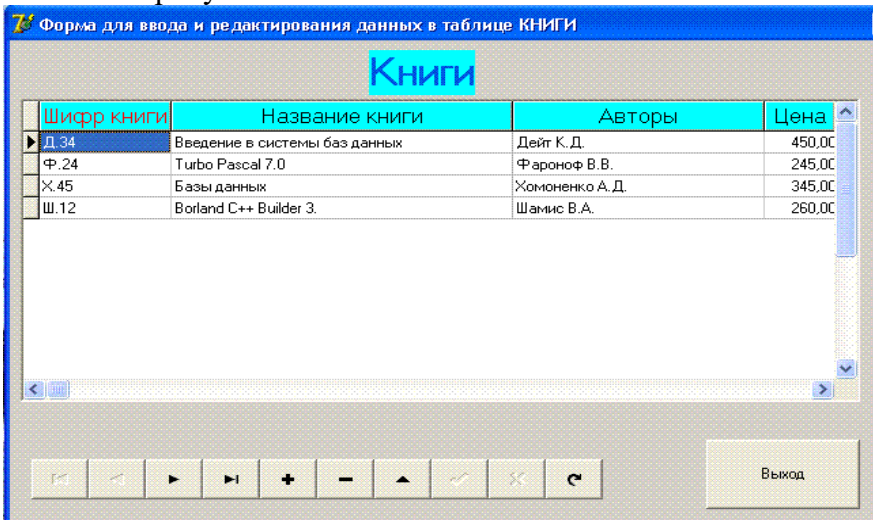 Форма для ввода и редактирования данных в таблице КНИГИ
Книги
Шифр книги Название книги Авторы Цена
Д.34 Введение в системы баз данных Дейт К.Д. 450,00
Ф.24 Turbo Pascal 7.0 Фароноф В.В. 245,00
Х.45 Базы данных Хомоненко А.Д. 345,00
Ш.12 Borland C++ Builder 3. Шамис В.А. 260,00
Выход